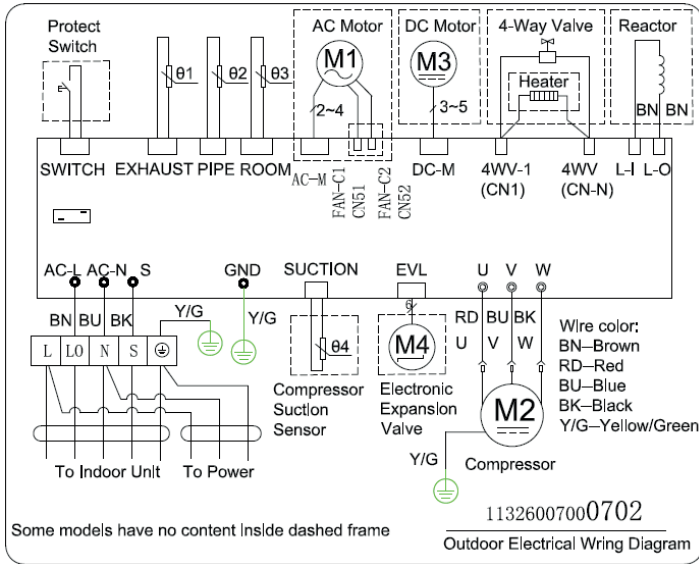 Protect Switch
AC Motor
DC Motor
4-Way Valve
Reactor
M1
M3
Heater
θ1
θ2
θ3
2~4
3~5
BN
BN
SWITCH
EXHAUST
PIPE
ROOM
AC-M
FAN-C1
CN51
FAN-C2
CN52
DC-M
4WV-1
(CN1)
4WV
(CN-N)
L-I
L-O
AC-L
AC-N
S
GND
SUCTION
EVL
U
V
W
BN
BU
BK
Y/G
Y/G
6
RD
BU
BK
U
V
W
L
LO
N
S
θ4
M4
M2
Compressor
Suction
Sensor
Electronic
Expansion
Valve
Y/G
Compressor
Wire color:
BN–Brown
RD–Red
BU–Blue
BK–Black
Y/G–Yellow/Green
To Indoor Unit
To Power
Some models have no content inside dashed frame
11326007000702
Outdoor Electrical Wring Diagram